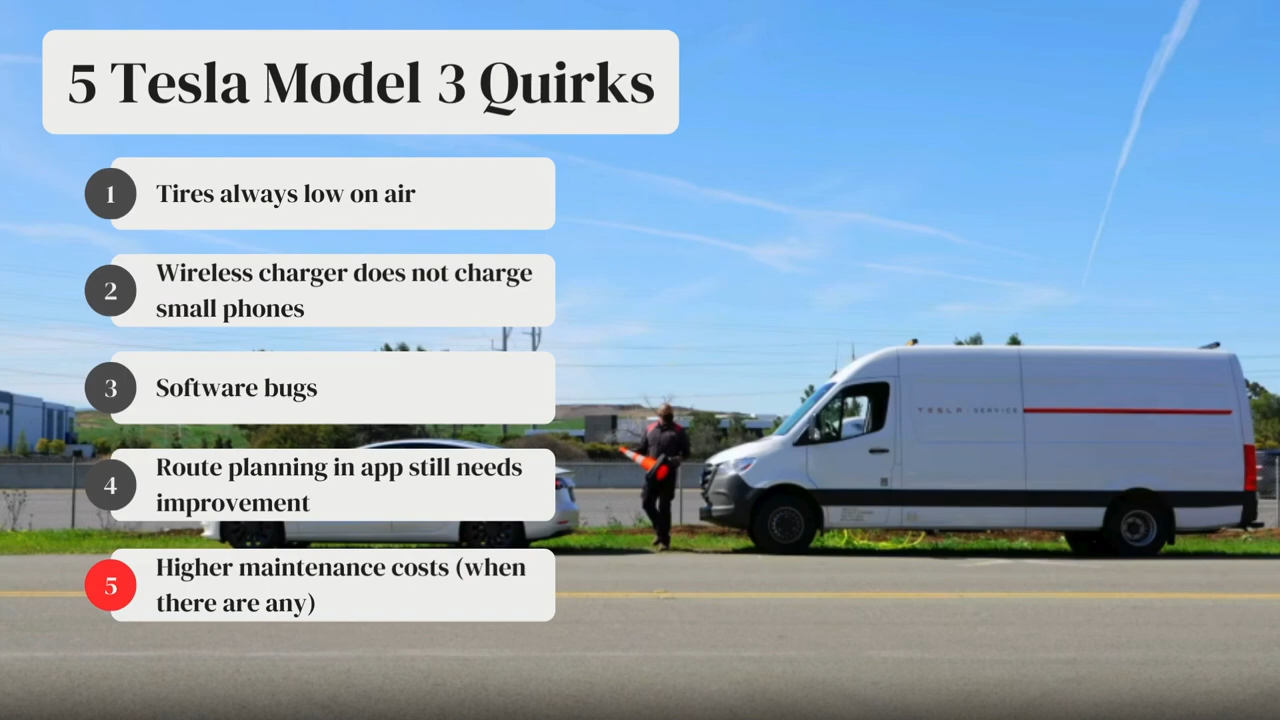 5 Tesla Model 3 Quirks
1 Tires always low on air
2 Wireless charger does not charge
small phones
3 Software bugs
4 Route planning in app still needs
improvement
TESLA SERVICE
5 Higher maintenance costs (when
there are any)